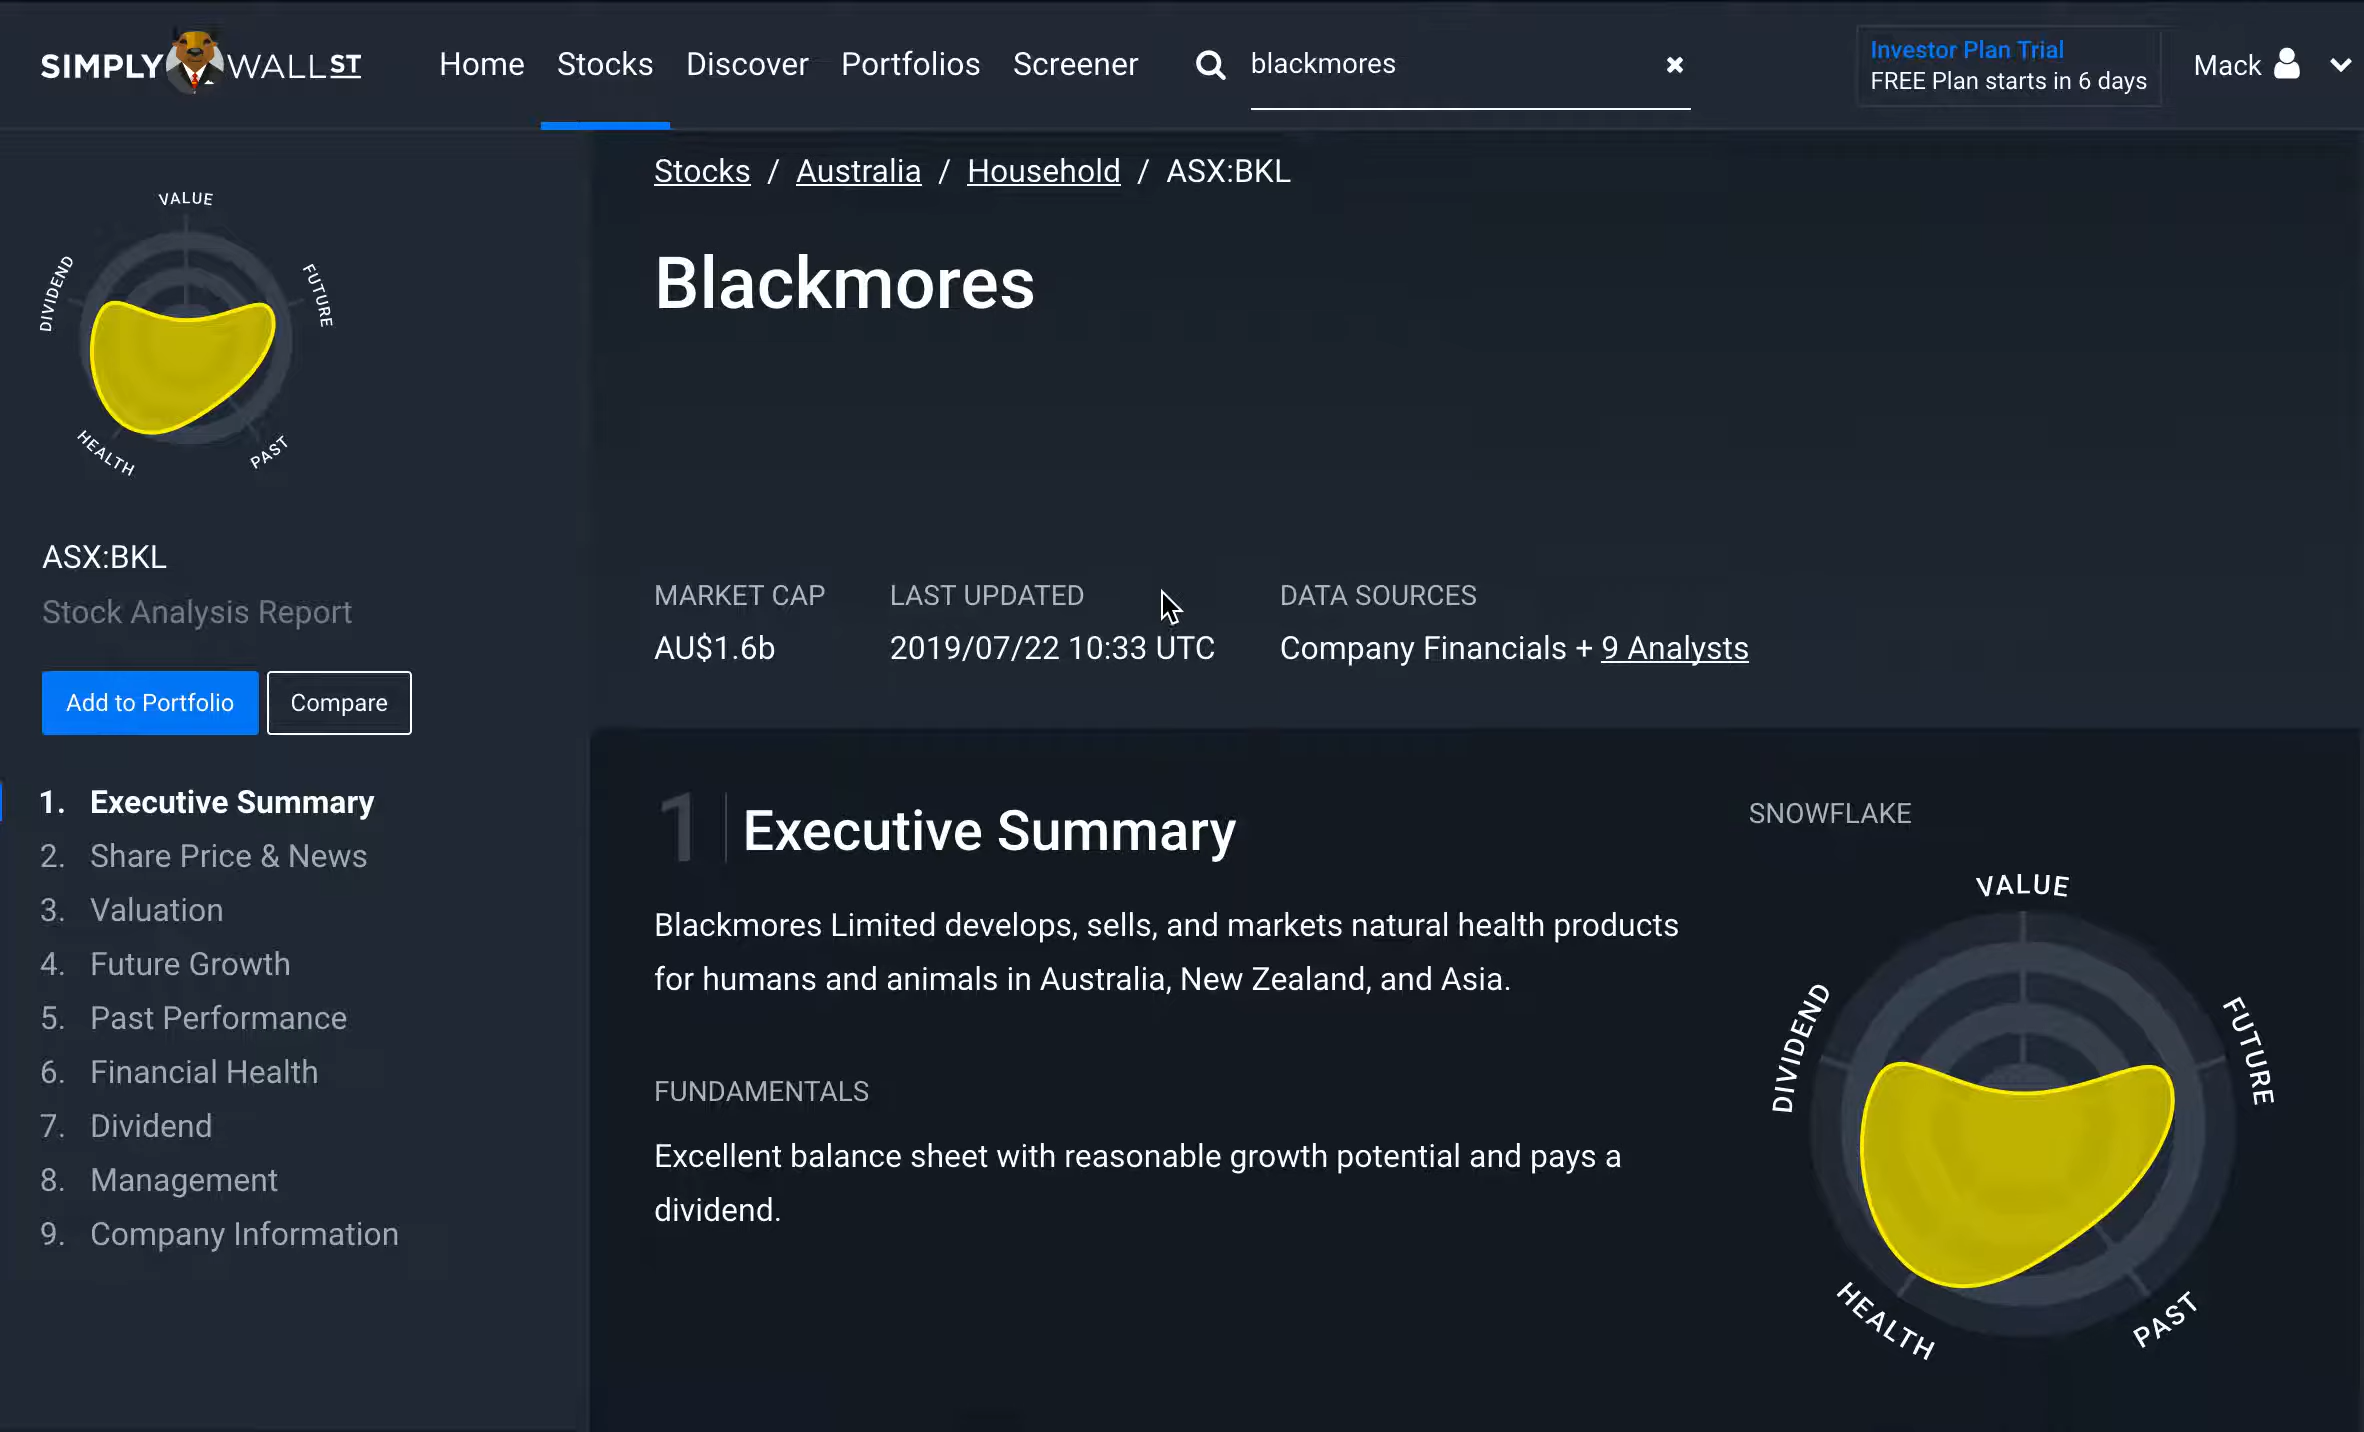 SIMPLY WALL ST
Home Stocks Discover Portfolios Screener
blackmores
Investor Plan Trial
FREE Plan starts in 6 days
Mack
VALUE
FUTURE
PAST
HEALTH
DIVIDEND
ASX:BKL
Stock Analysis Report
Add to Portfolio
Compare
1. Executive Summary
2. Share Price & News
3. Valuation
4. Future Growth
5. Past Performance
6. Financial Health
7. Dividend
8. Management
9. Company Information
Stocks / Australia / Household / ASX:BKL
Blackmores
MARKET CAP
AU$1.6b
LAST UPDATED
2019/07/22 10:33 UTC
DATA SOURCES
Company Financials + 9 Analysts
1 Executive Summary
Blackmores Limited develops, sells, and markets natural health products
for humans and animals in Australia, New Zealand, and Asia.
FUNDAMENTALS
Excellent balance sheet with reasonable growth potential and pays a
dividend.
SNOWFLAKE
VALUE
FUTURE
PAST
HEALTH
DIVIDEND